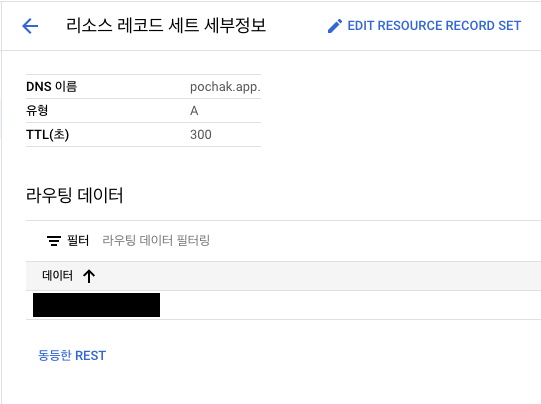 리소스 레코드 세트 세부정보
EDIT RESOURCE RECORD SET
DNS 이름 pochak.app.
유형 A
TTL(초) 300
라우팅 데이터
필터 라우팅 데이터 필터링
데이터
동등한 REST